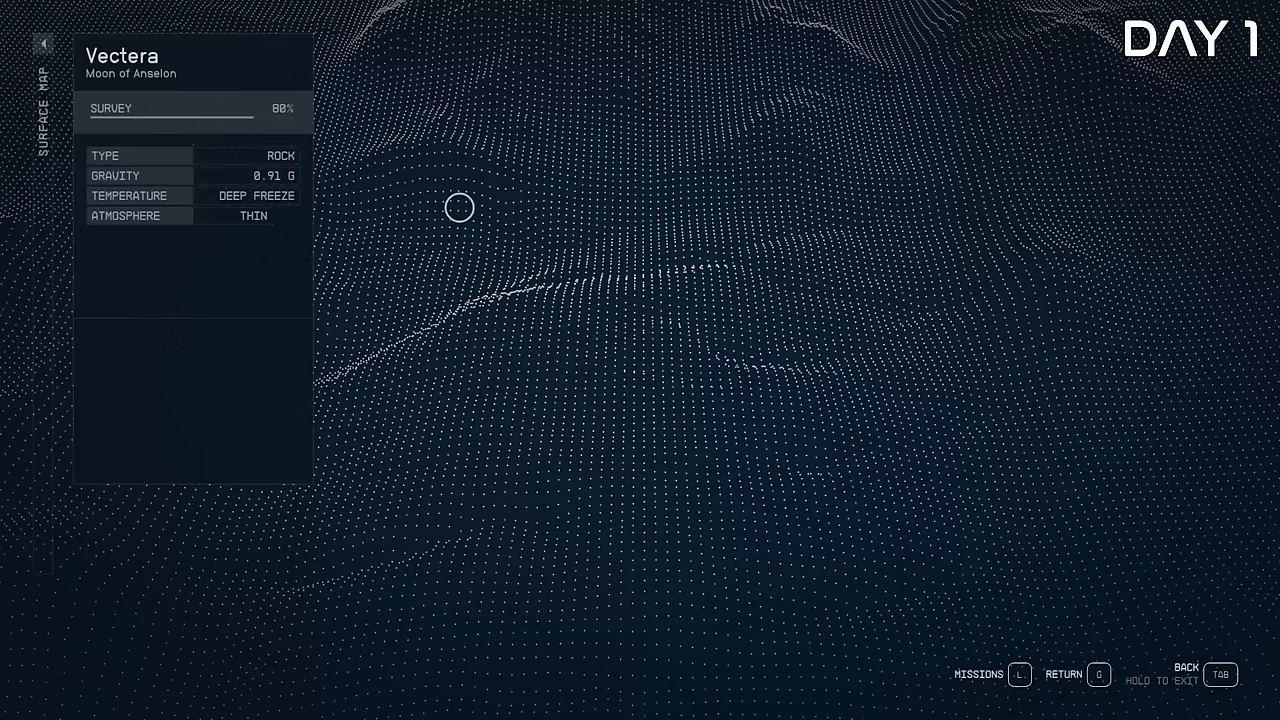 DAY 1
SURFACE MAP
Vectera
Moon of Anselon
SURVEY 80%
TYPE ROCK
GRAVITY 0.91 G
TEMPERATURE DEEP FREEZE
ATMOSPHERE THIN
MISSIONS L RETURN G BACK TAB
HOLD TO EXIT